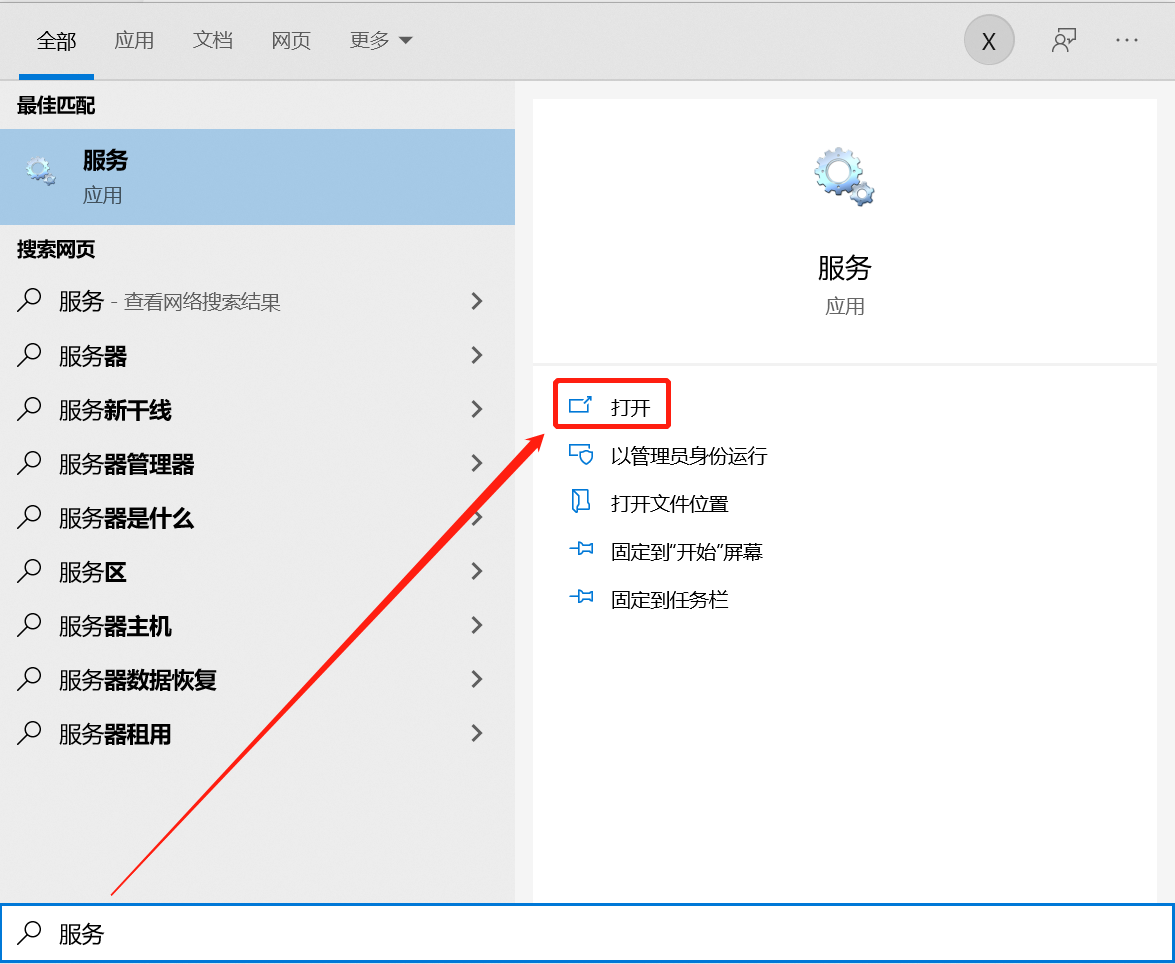 全部 应用 文档 网页 更多 X
最佳匹配
服务
应用
搜索网页
服务 - 查看网络搜索结果
服务器
服务新干线
服务器管理器
服务器是什么
服务区
服务器主机
服务器数据恢复
服务器租用
服务
应用
打开
以管理员身份运行
打开文件位置
固定到"开始"屏幕
固定到任务栏
服务